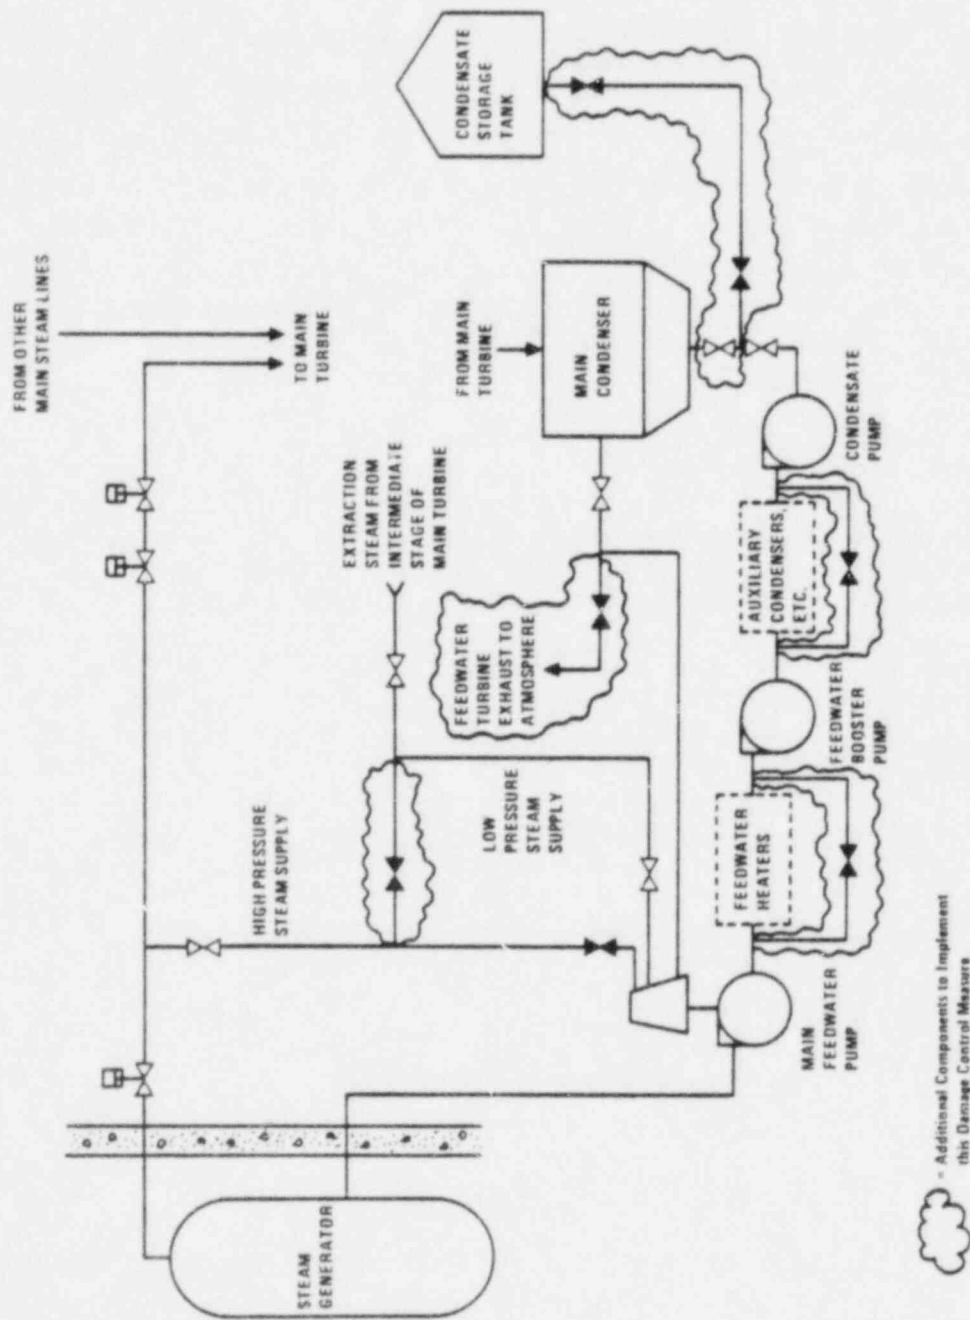 FROM OTHER
MAIN STEAM LINES
TO MAIN
TURBINE
CONDENSATE
STORAGE
TANK
FROM MAIN
TURBINE
MAIN
CONDENSER
EXTRACTION
STEAM FROM
INTERMEDIATE
STAGE OF
MAIN TURBINE
FEEDWATER
TURBINE
EXHAUST TO
ATMOSPHERE
HIGH PRESSURE
STEAM SUPPLY
LOW
PRESSURE
STEAM
SUPPLY
STEAM
GENERATOR
MAIN
FEEDWATER
PUMP
FEEDWATER
HEATERS
FEEDWATER
BOOSTER
PUMP
AUXILIARY
CONDENSERS,
ETC.
CONDENSATE
PUMP
= Additional Components to Implement
this Damage Control Measure